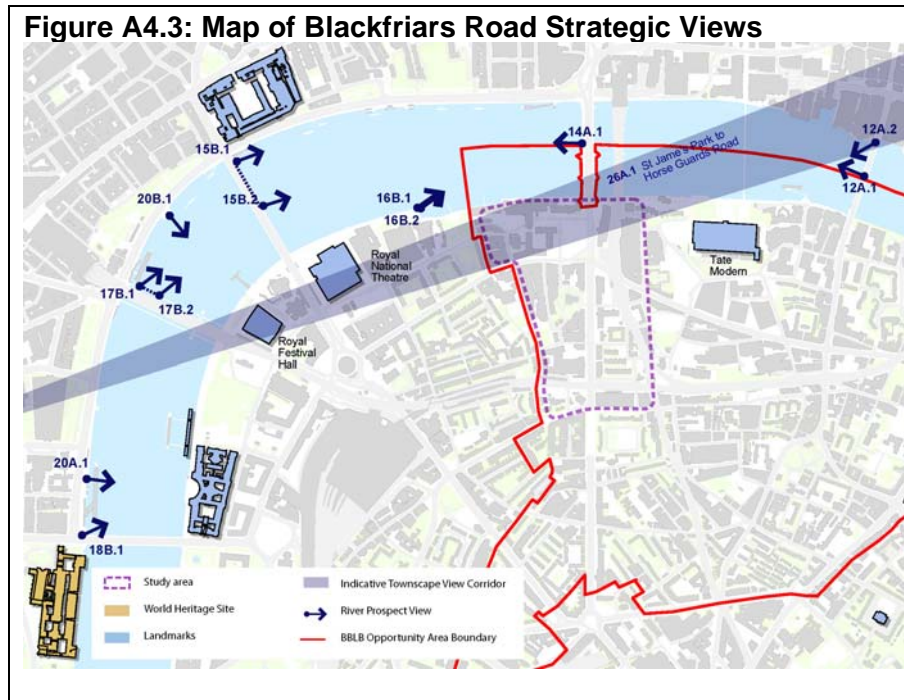 Figure A4.3: Map of Blackfriars Road Strategic Views
14A.1
12A.2
15B.1
26A.1 St Jame's Park to
Horse Guards Road
12A.1
20B.1
15B.2
16B.1
16B.2
Royal
National
Theatre
Tate
Modern
17B.1
17B.2
Royal
Festival
Hall
20A.1
18B.1
Study area
World Heritage Site
Landmarks
Indicative Townscape View Corridor
River Prospect View
BBLB Opportunity Area Boundary